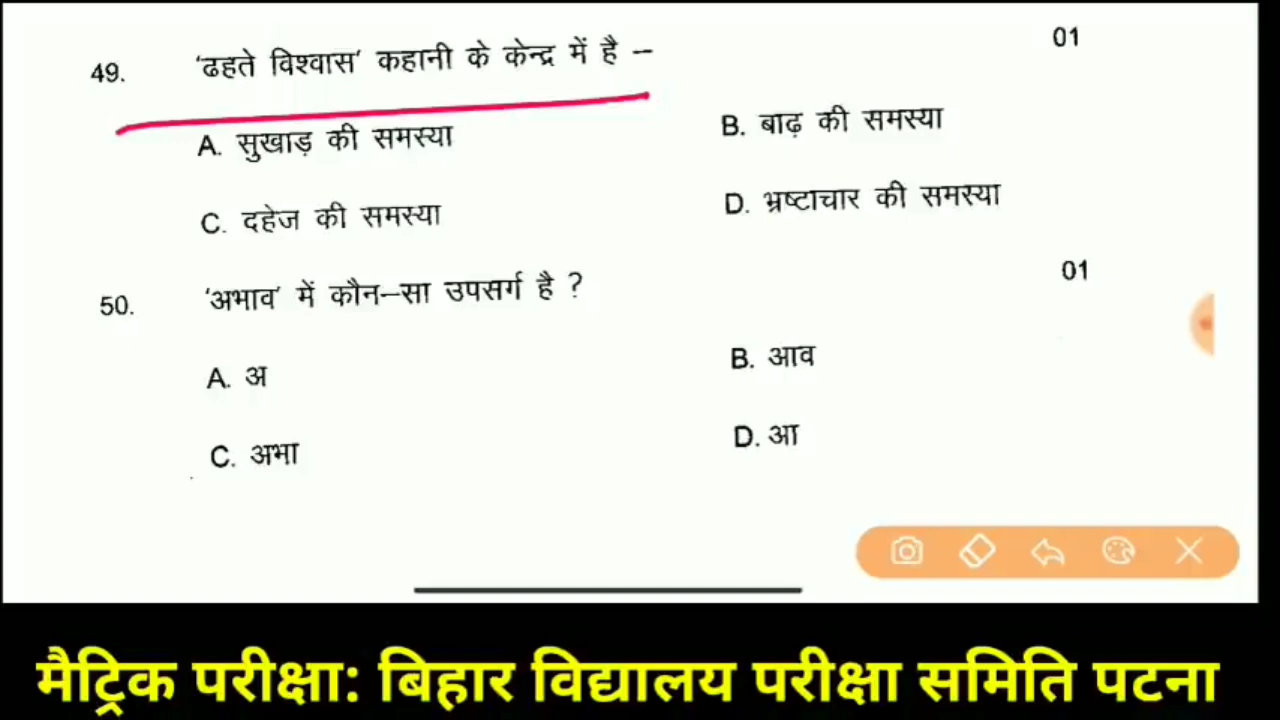 49. ‘ढहते विश्वास’ कहानी के केन्द्र में है – 01
A. सुखाड़ की समस्या B. बाढ़ की समस्या
C. दहेज की समस्या D. भ्रष्टाचार की समस्या
50. ‘अभाव’ में कौन–सा उपसर्ग है ? 01
A. अ B. आव
C. अभा D. आ
मैट्रिक परीक्षा: बिहार विद्यालय परीक्षा समिति पटना